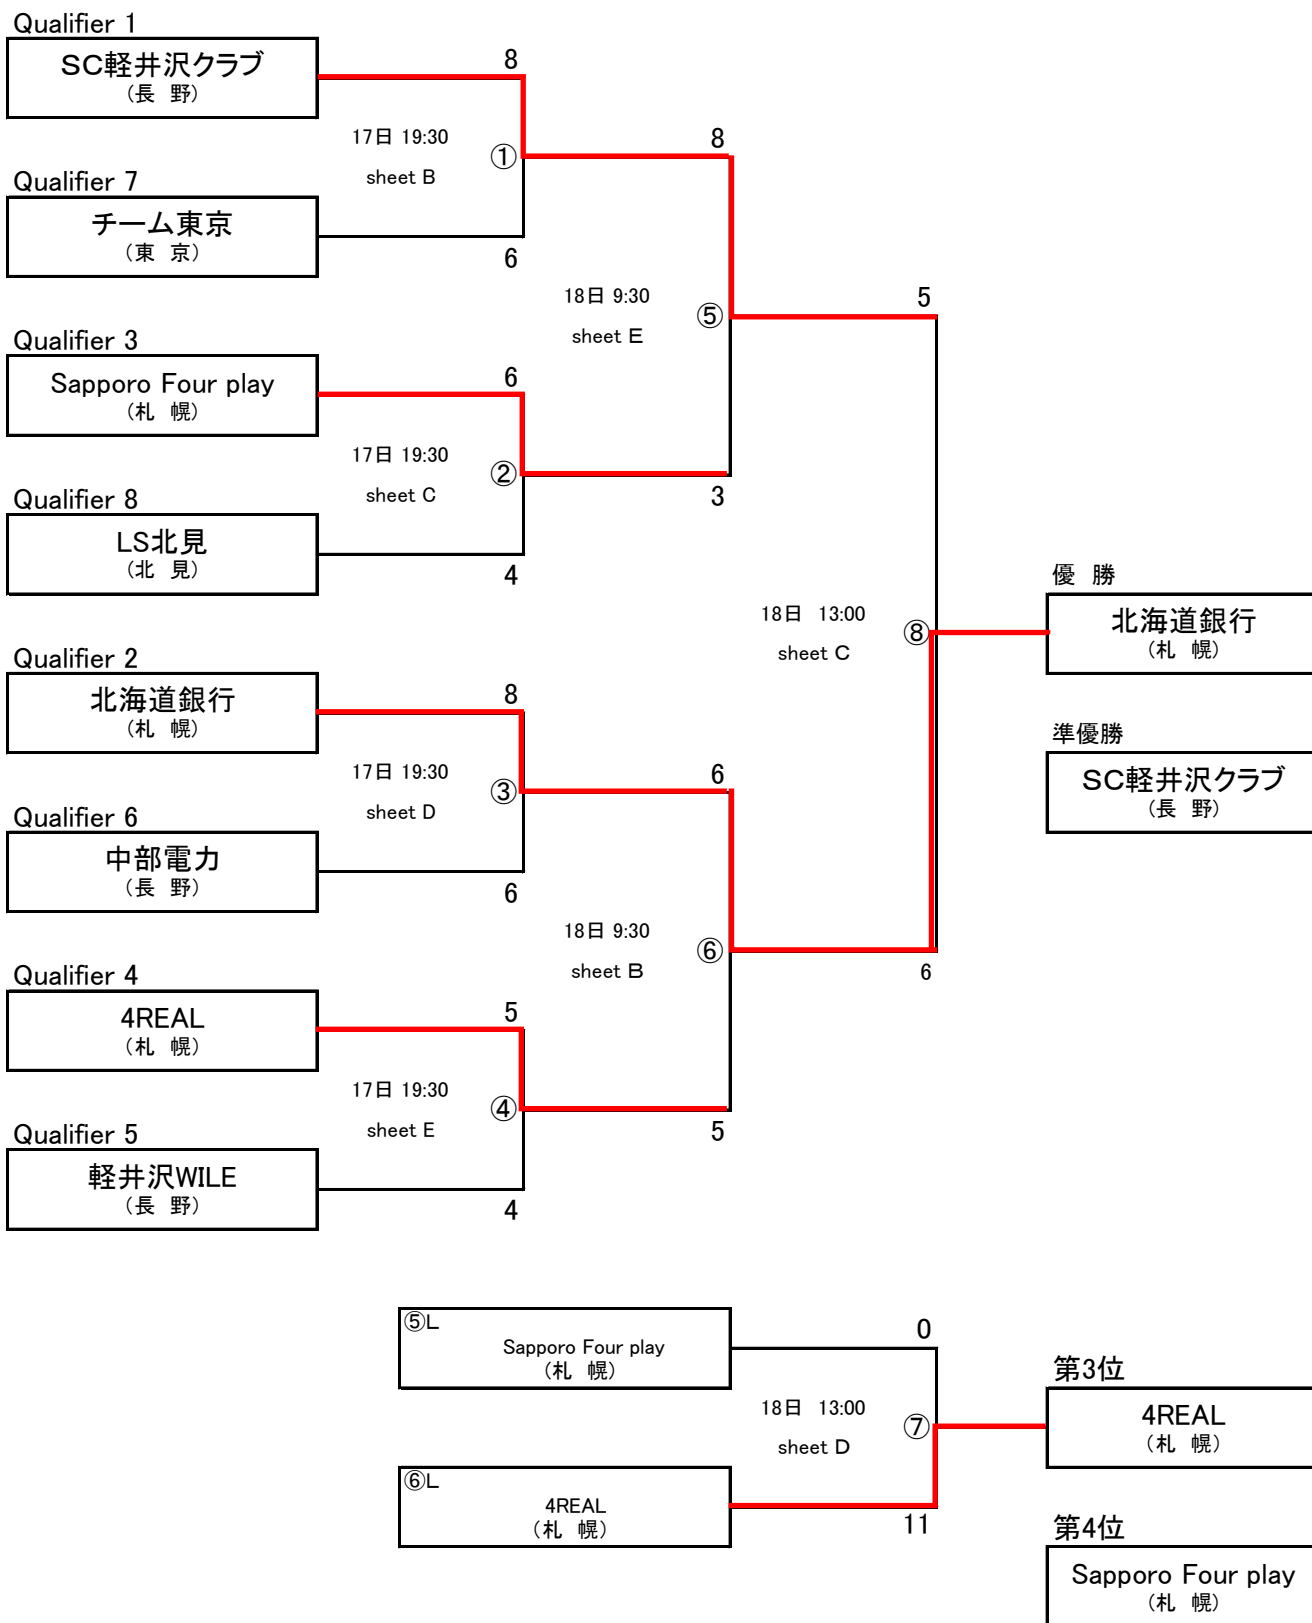 Qualifier 1
SC軽井沢クラブ
（長　野）
8
17日 19:30
sheet B
①
Qualifier 7
チーム東京
（東　京）
6
8
18日 9:30
sheet E
⑤
5
Qualifier 3
Sapporo Four play
（札　幌）
6
17日 19:30
sheet C
②
3
Qualifier 8
LS北見
（北　見）
4
18日　13:00
sheet C
⑧
優　勝
北海道銀行
（札　幌）
準優勝
SC軽井沢クラブ
（長　野）
Qualifier 2
北海道銀行
（札　幌）
8
17日 19:30
sheet D
③
6
Qualifier 6
中部電力
（長　野）
6
18日 9:30
sheet B
⑥
6
Qualifier 4
4REAL
（札　幌）
5
17日 19:30
sheet E
④
5
Qualifier 5
軽井沢WILE
（長　野）
4
⑤L
Sapporo Four play
（札　幌）
0
18日　13:00
sheet D
⑦
第3位
4REAL
（札　幌）
⑥L
4REAL
（札　幌）
11
第4位
Sapporo Four play
（札　幌）